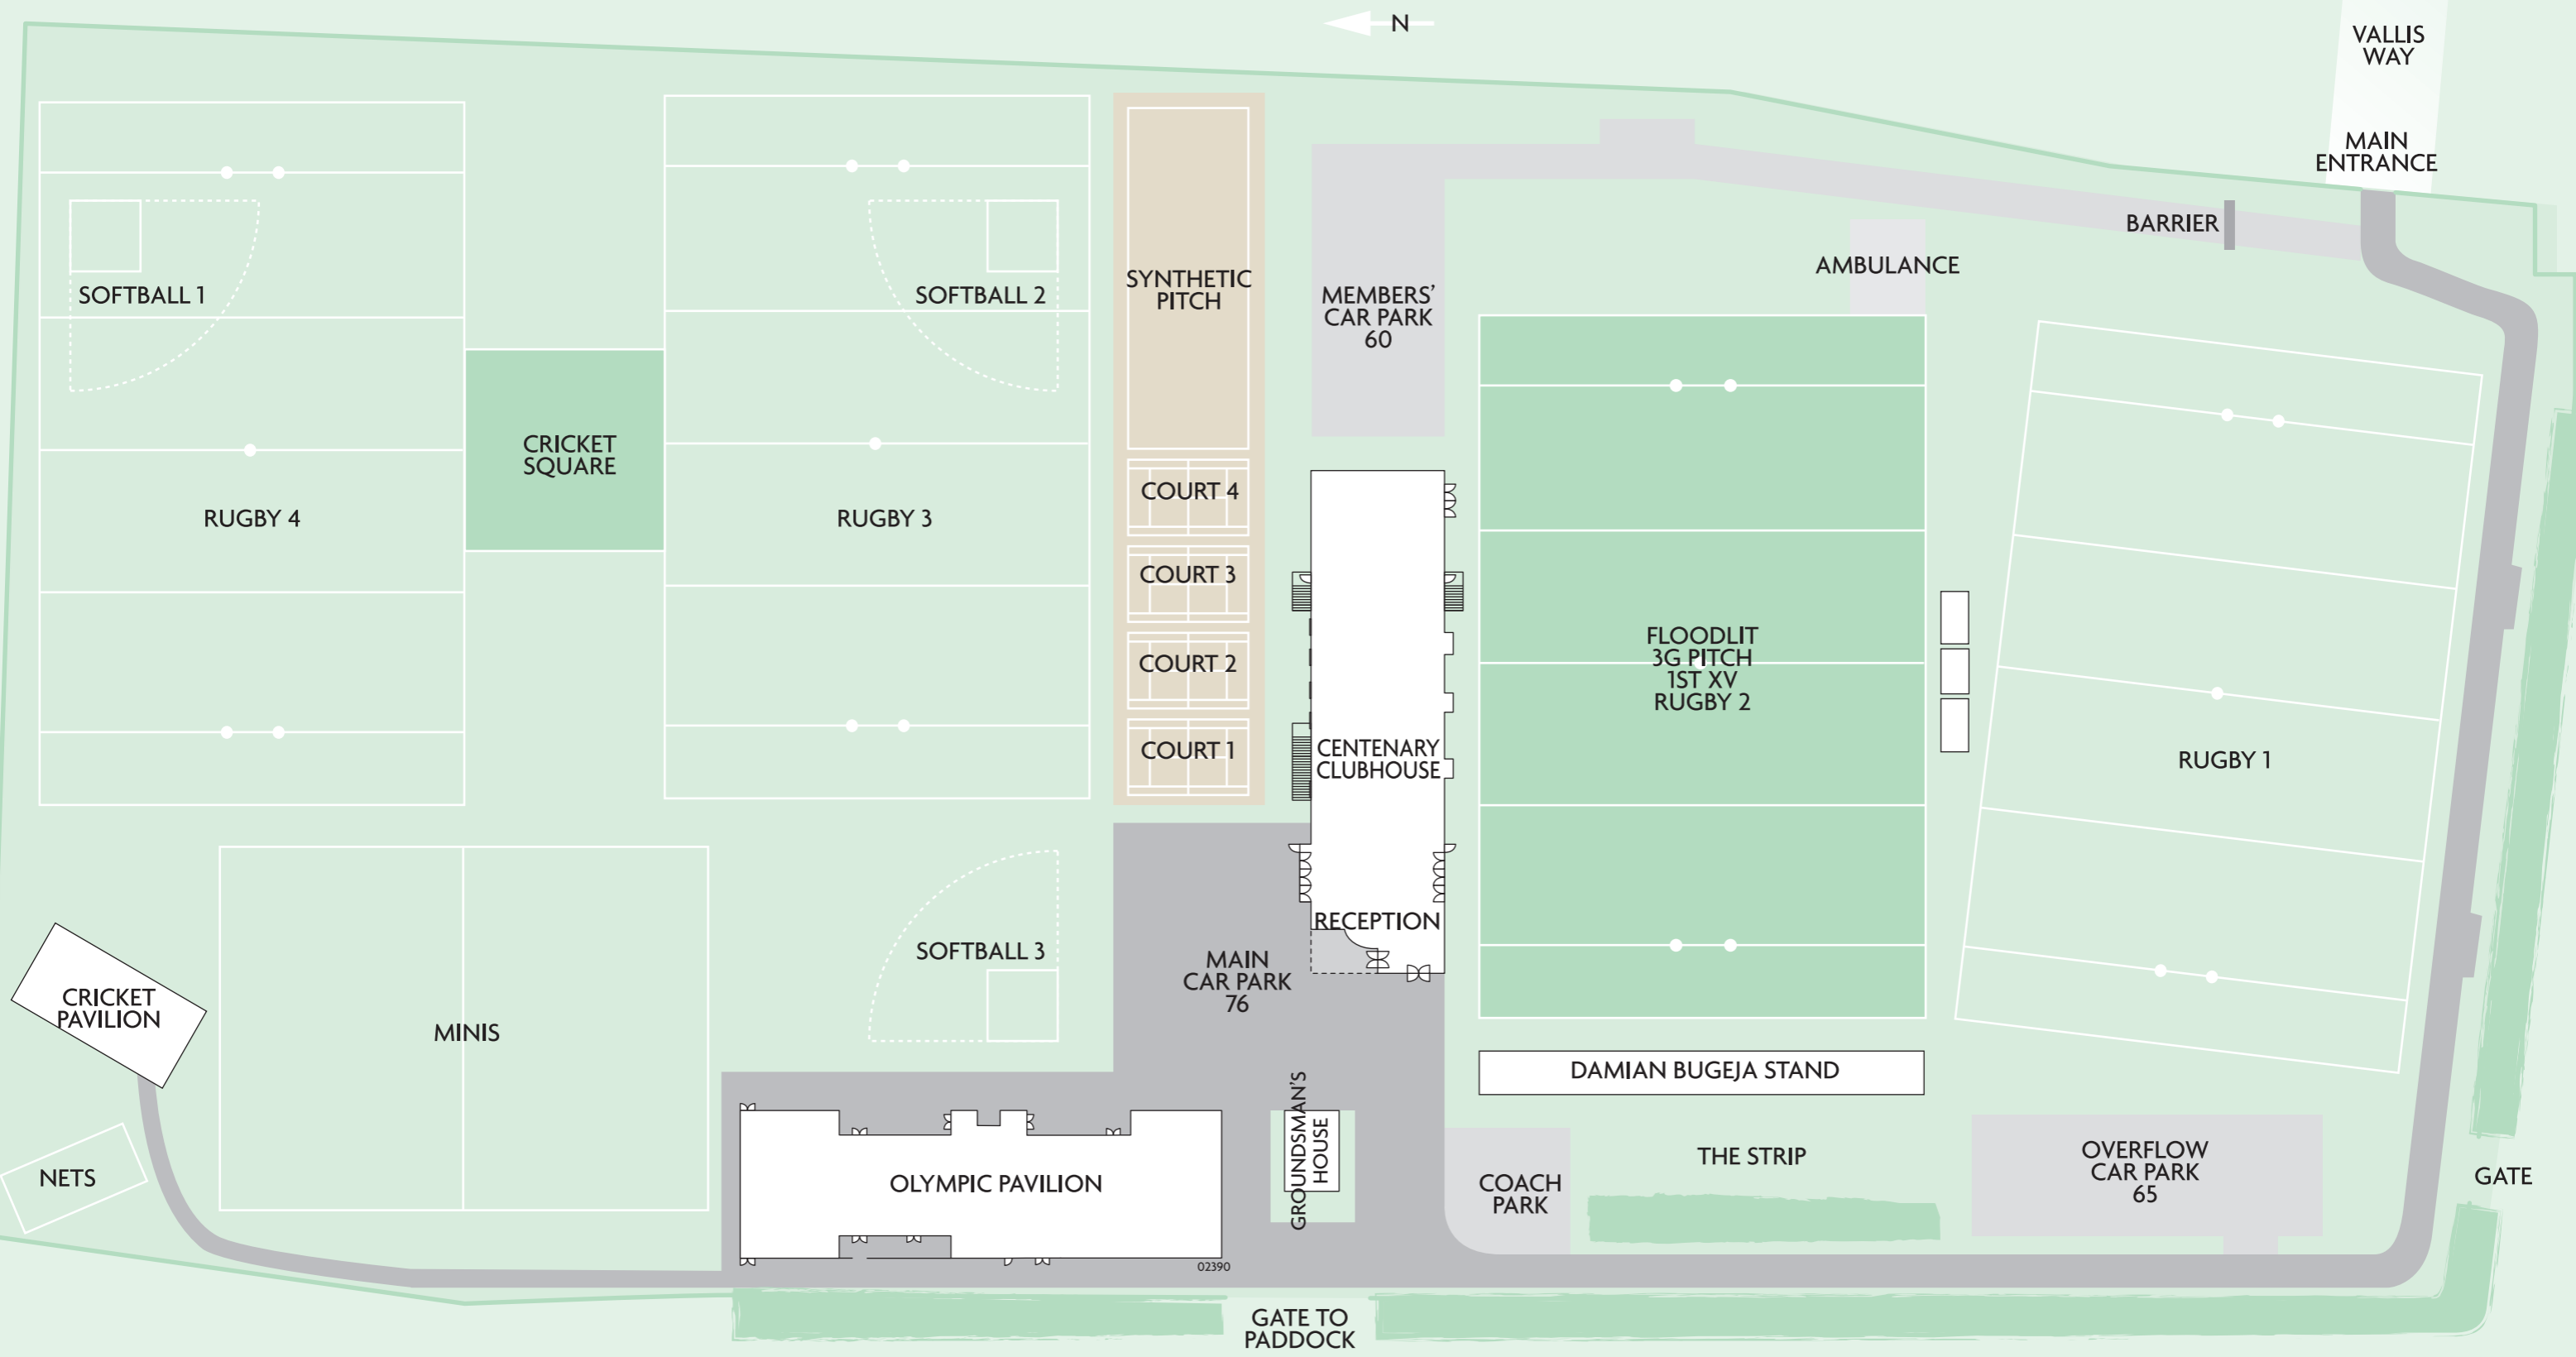 N
VALLIS
WAY
MAIN
ENTRANCE
BARRIER
AMBULANCE
SOFTBALL 1
SOFTBALL 2
SYNTHETIC
PITCH
MEMBERS’
CAR PARK
60
CRICKET
SQUARE
RUGBY 4
RUGBY 3
COURT 4
COURT 3
COURT 2
COURT 1
CENTENARY
CLUBHOUSE
FLOODLIT
3G PITCH
1ST XV
RUGBY 2
RUGBY 1
RECEPTION
SOFTBALL 3
MAIN
CAR PARK
76
CRICKET
PAVILION
MINIS
DAMIAN BUGEJA STAND
NETS
OLYMPIC PAVILION
GROUNDSMAN'S
HOUSE
COACH
PARK
THE STRIP
OVERFLOW
CAR PARK
65
GATE
02390
GATE TO
PADDOCK